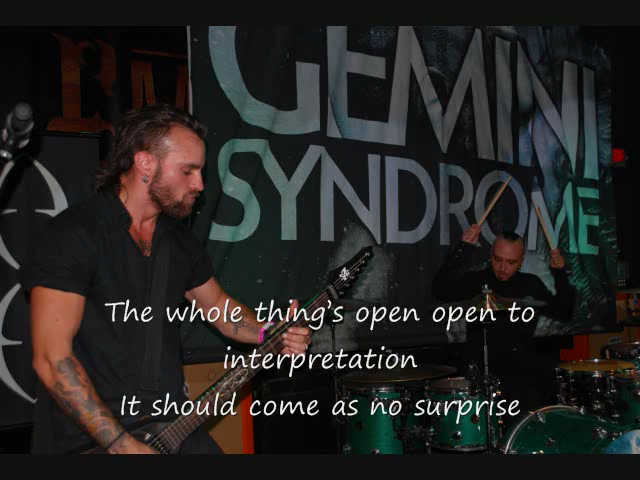 GEMINI
SYNDROME
The whole thing's open open to
interpretation
It should come as no surprise